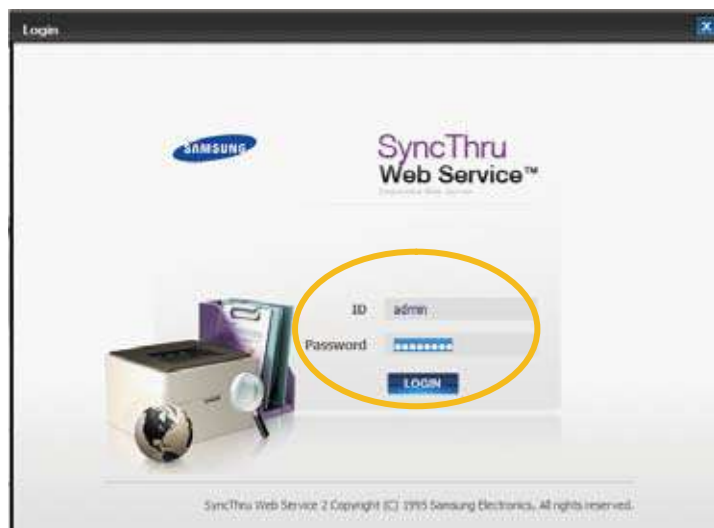 Login
SAMSUNG
SyncThru
Web Service™
ID admin
Password
LOGIN
SyncThru Web Service 2 Copyright (C) 1995 Samsung Electronics, All rights reserved.